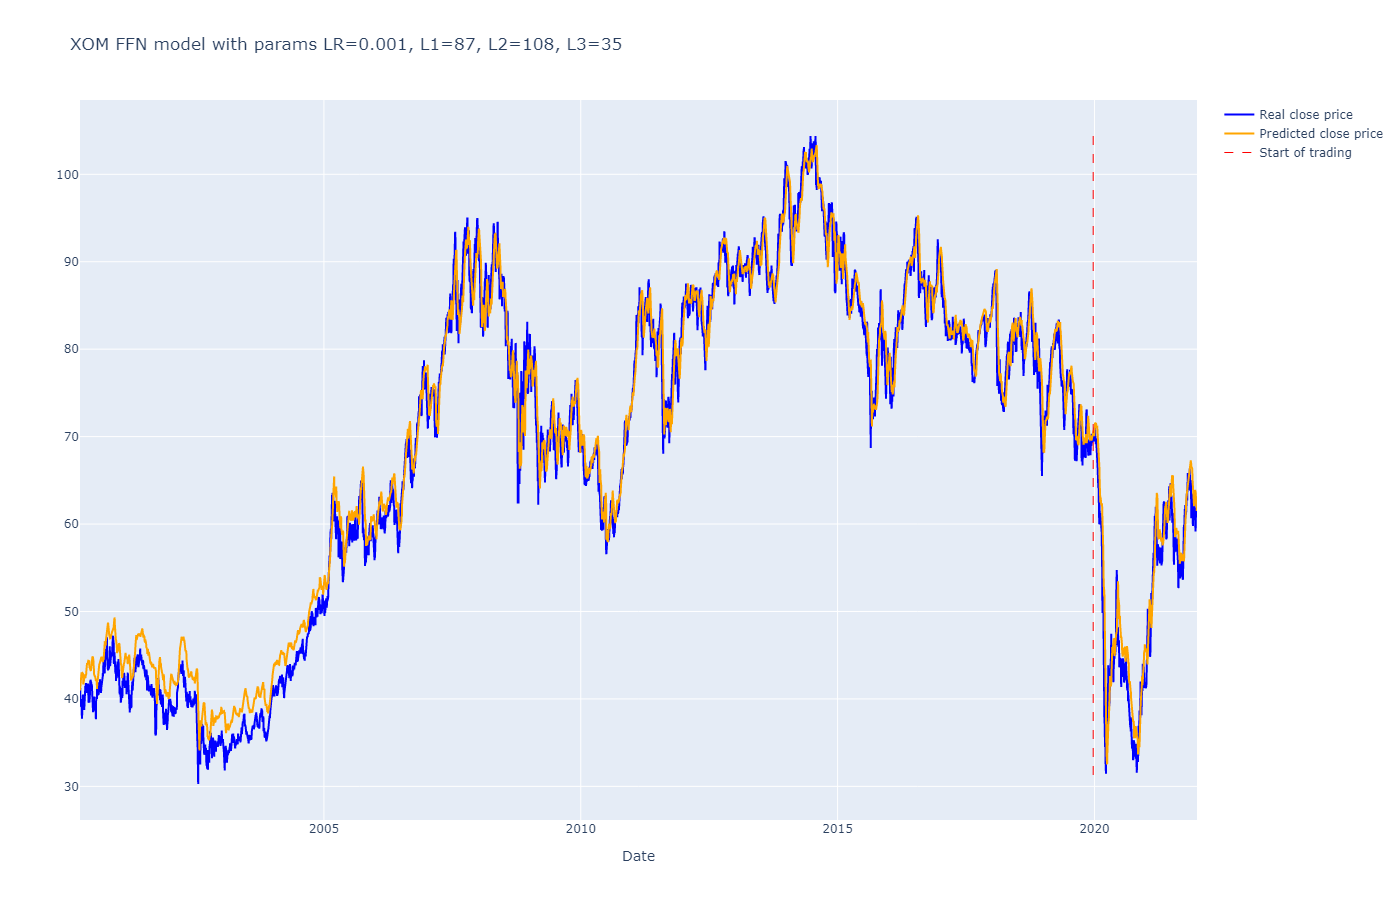 XOM FFN model with params LR=0.001, L1=87, L2=108, L3=35
Real close price
Predicted close price
Start of trading
100
90
80
70
60
50
40
30
2005
2010
2015
2020
Date